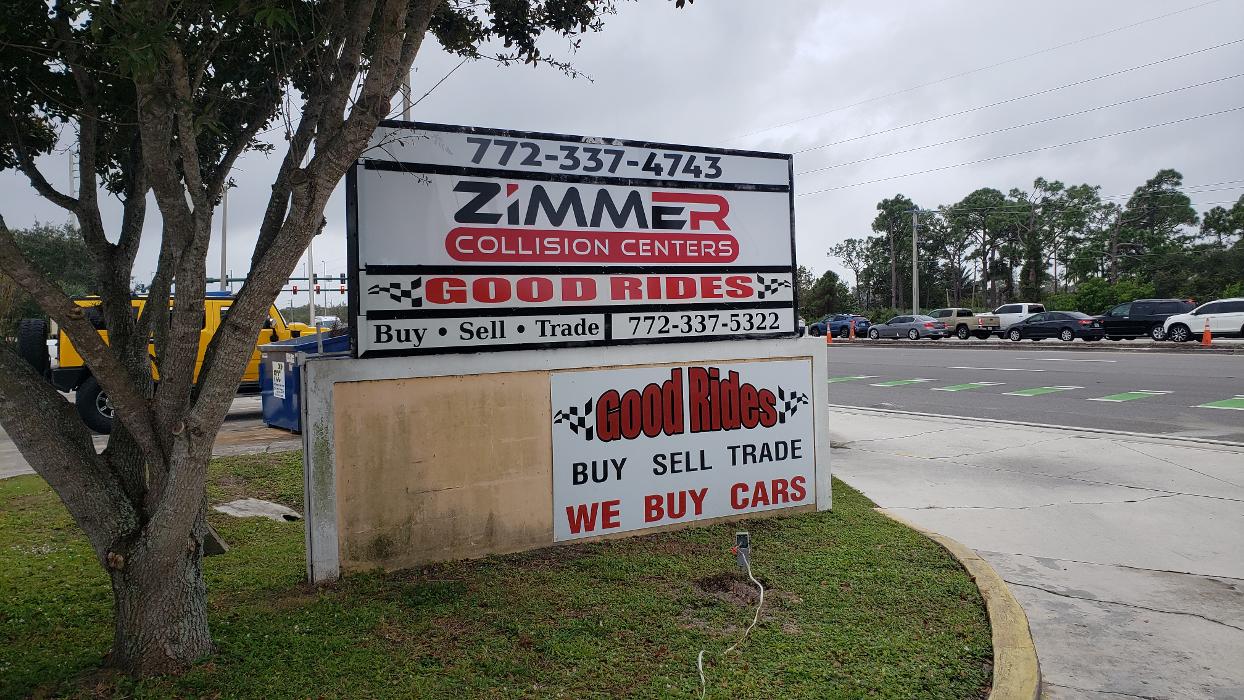 772-337-4743
ZIMMER
COLLISION CENTERS
GOOD RIDES
Buy • Sell • Trade
772-337-5322
Good Rides
BUY SELL TRADE
WE BUY CARS